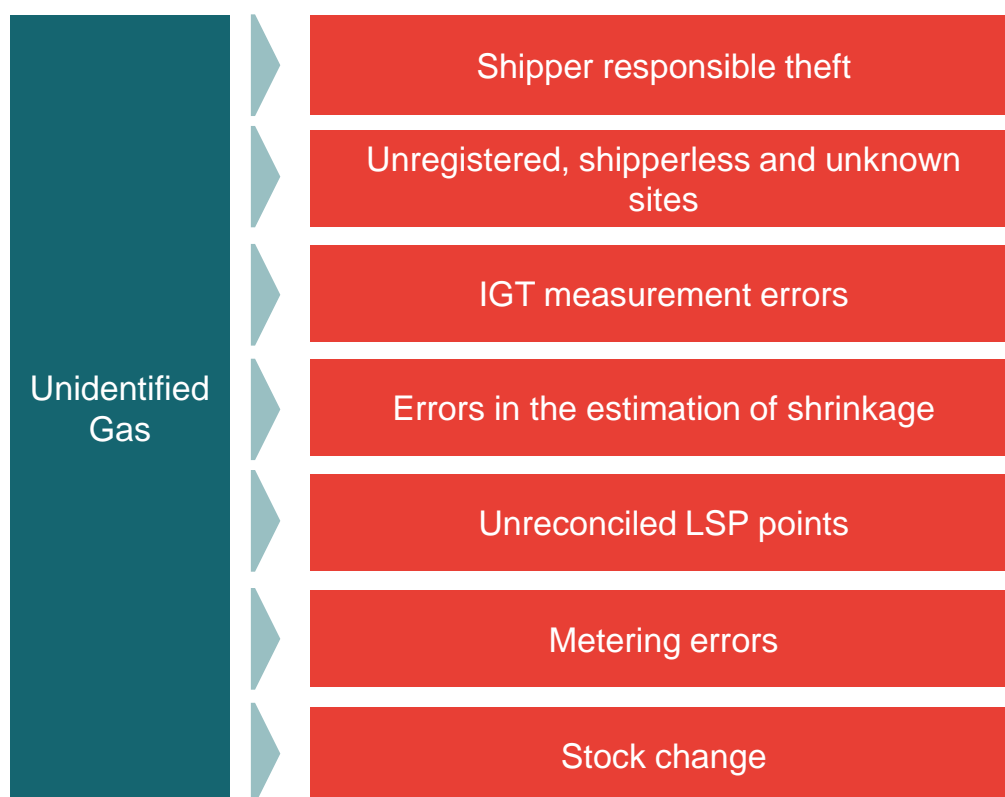 Unidentified
Gas
Shipper responsible theft
Unregistered, shipperless and unknown
sites
IGT measurement errors
Errors in the estimation of shrinkage
Unreconciled LSP points
Metering errors
Stock change